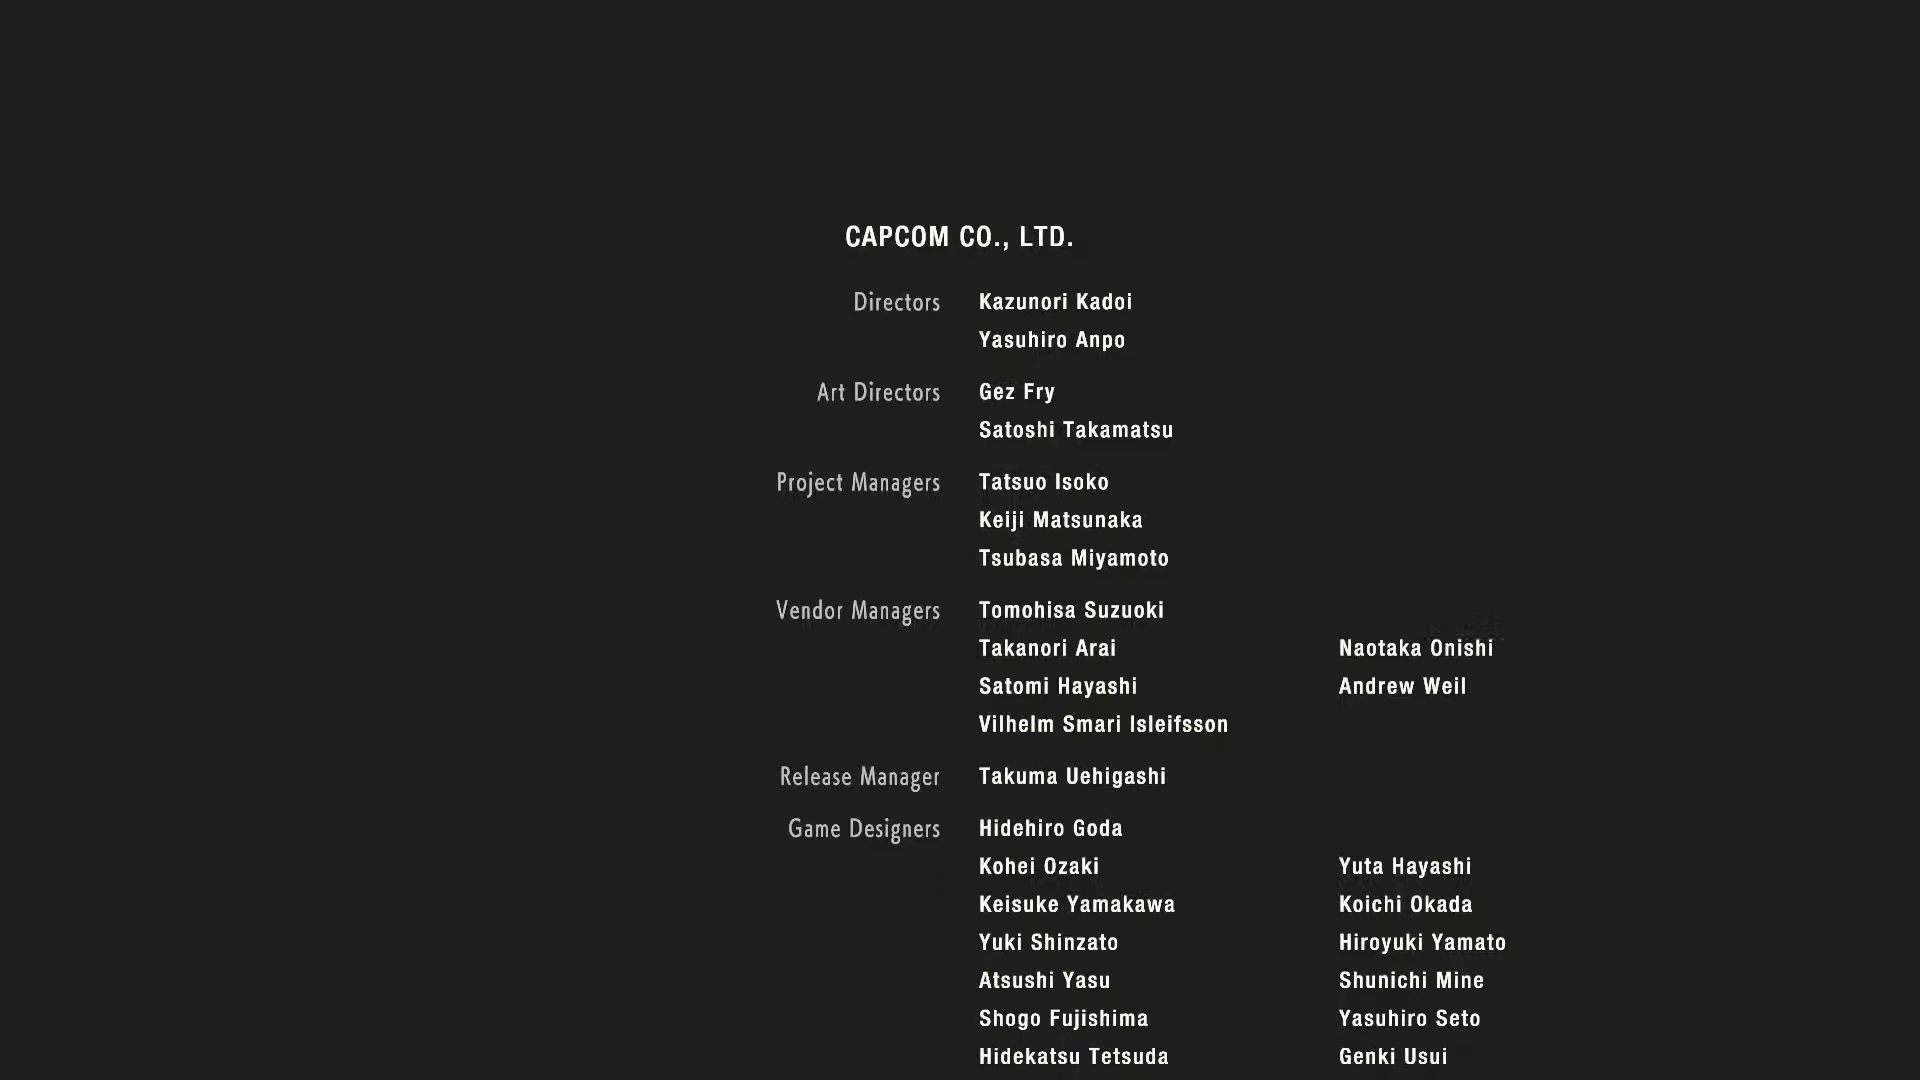 CAPCOM CO., LTD.
Directors Kazunori Kadoi
Yasuhiro Anpo
Art Directors Gez Fry
Satoshi Takamatsu
Project Managers Tatsuo Isoko
Keiji Matsunaka
Tsubasa Miyamoto
Vendor Managers Tomohisa Suzuoki
Takanori Arai Naotaka Onishi
Satomi Hayashi Andrew Weil
Vilhelm Smari Isleifsson
Release Manager Takuma Uehigashi
Game Designers Hidehiro Goda
Kohei Ozaki Yuta Hayashi
Keisuke Yamakawa Koichi Okada
Yuki Shinzato Hiroyuki Yamato
Atsushi Yasu Shunichi Mine
Shogo Fujishima Yasuhiro Seto
Hidekatsu Tetsuda Genki Usui